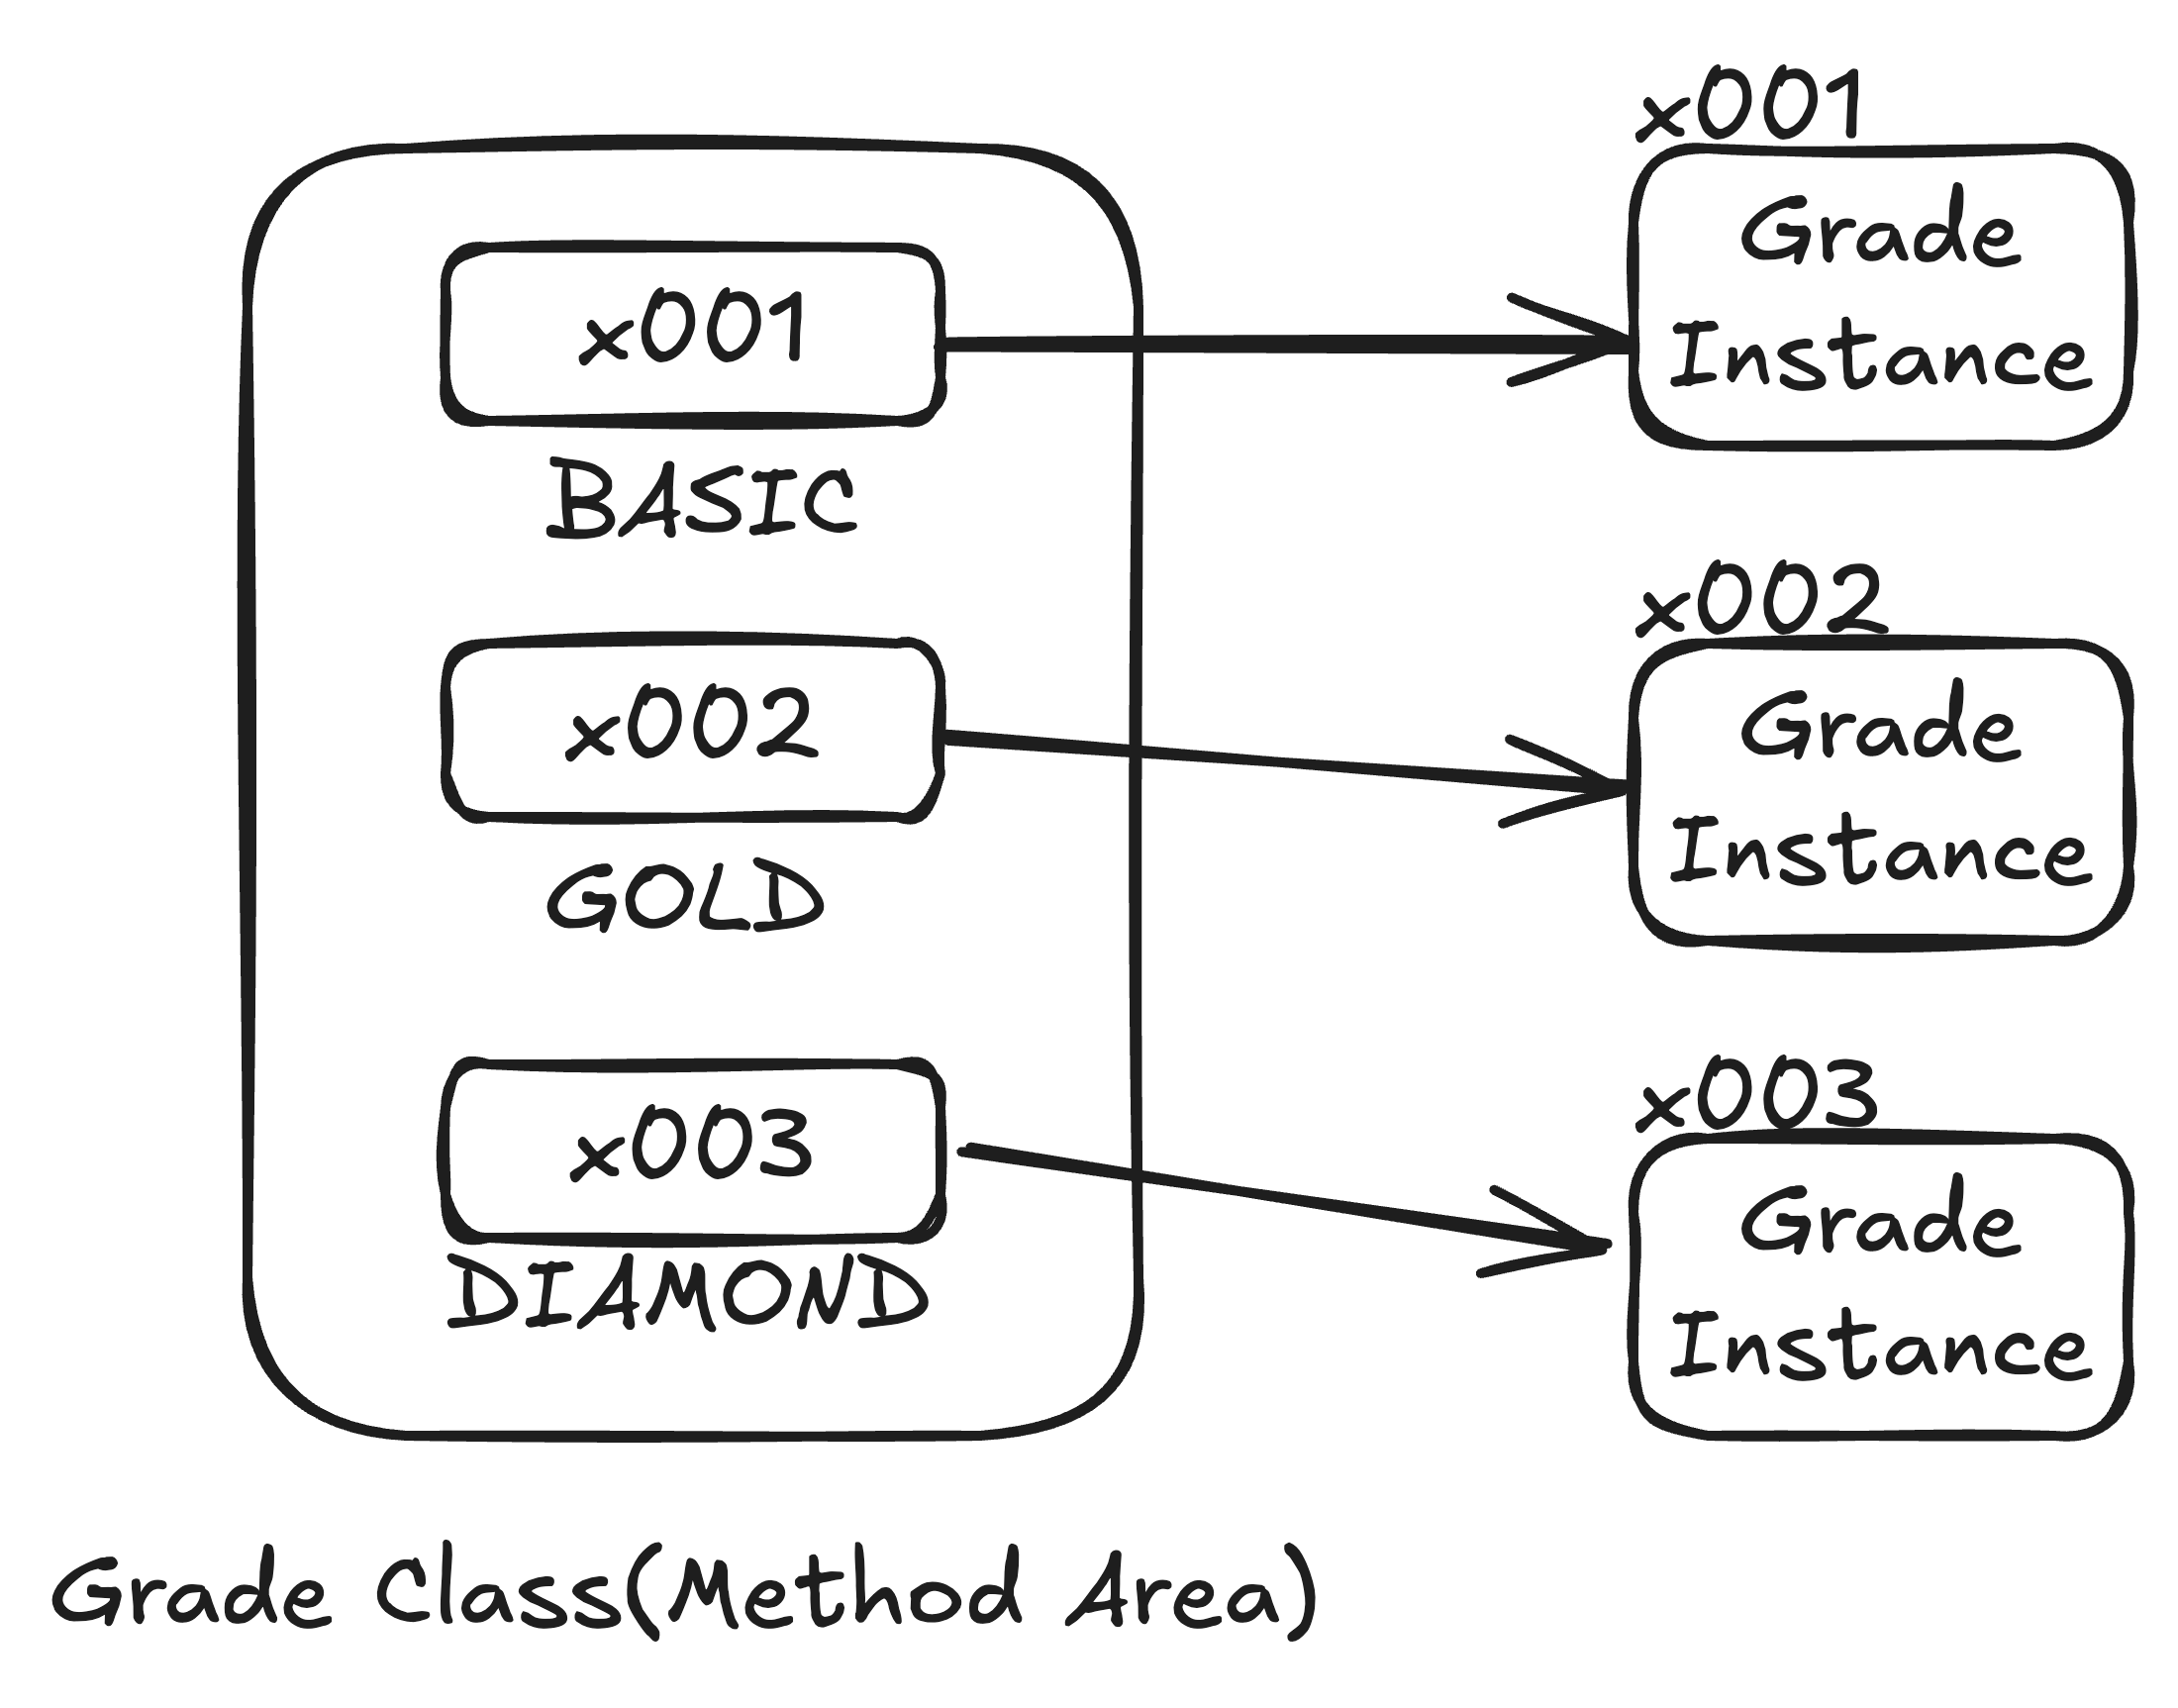 x001
BASIC
x002
GOLD
x003
DIAMOND
x001
Grade
Instance
x002
Grade
Instance
x003
Grade
Instance
Grade Class(Method Area)